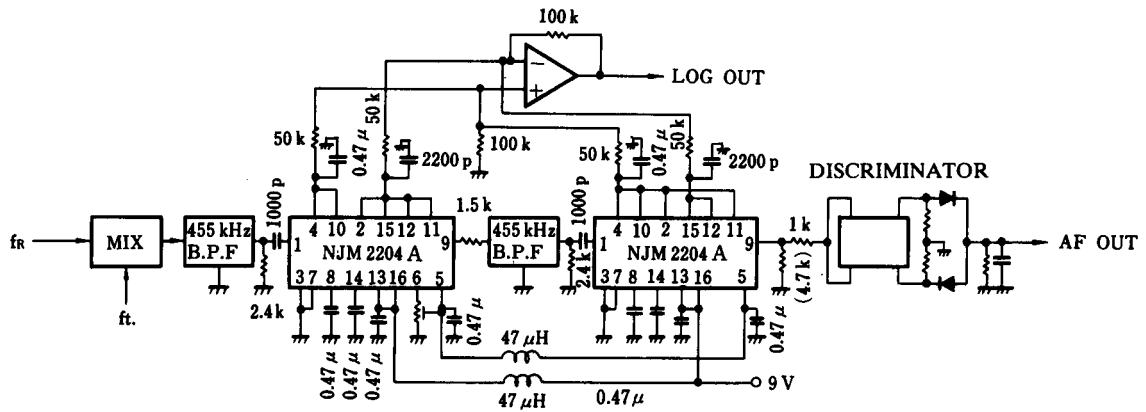 100 k
LOG OUT
− +
50 k
50 k
0.47 μ
2200 p
100 k
50 k
0.47 μ
50 k
2200 p
DISCRIMINATOR
fR
MIX
ft.
455 kHz
B.P.F
1000 p
2.4 k
4 10 2 15 12 11
1 NJM 2204 A 9
3 7 8 14 13 16 6 5
0.47 μ
0.47 μ
0.47 μ
0.47 μ
1.5 k
455 kHz
B.P.F
1000 p
2.4 k
4 10 2 15 12 11
1 NJM 2204 A 9
3 7 8 14 13 16 5
0.47 μ
1 k
(4.7 k)
AF OUT
47 μH
47 μH
0.47 μ
9 V